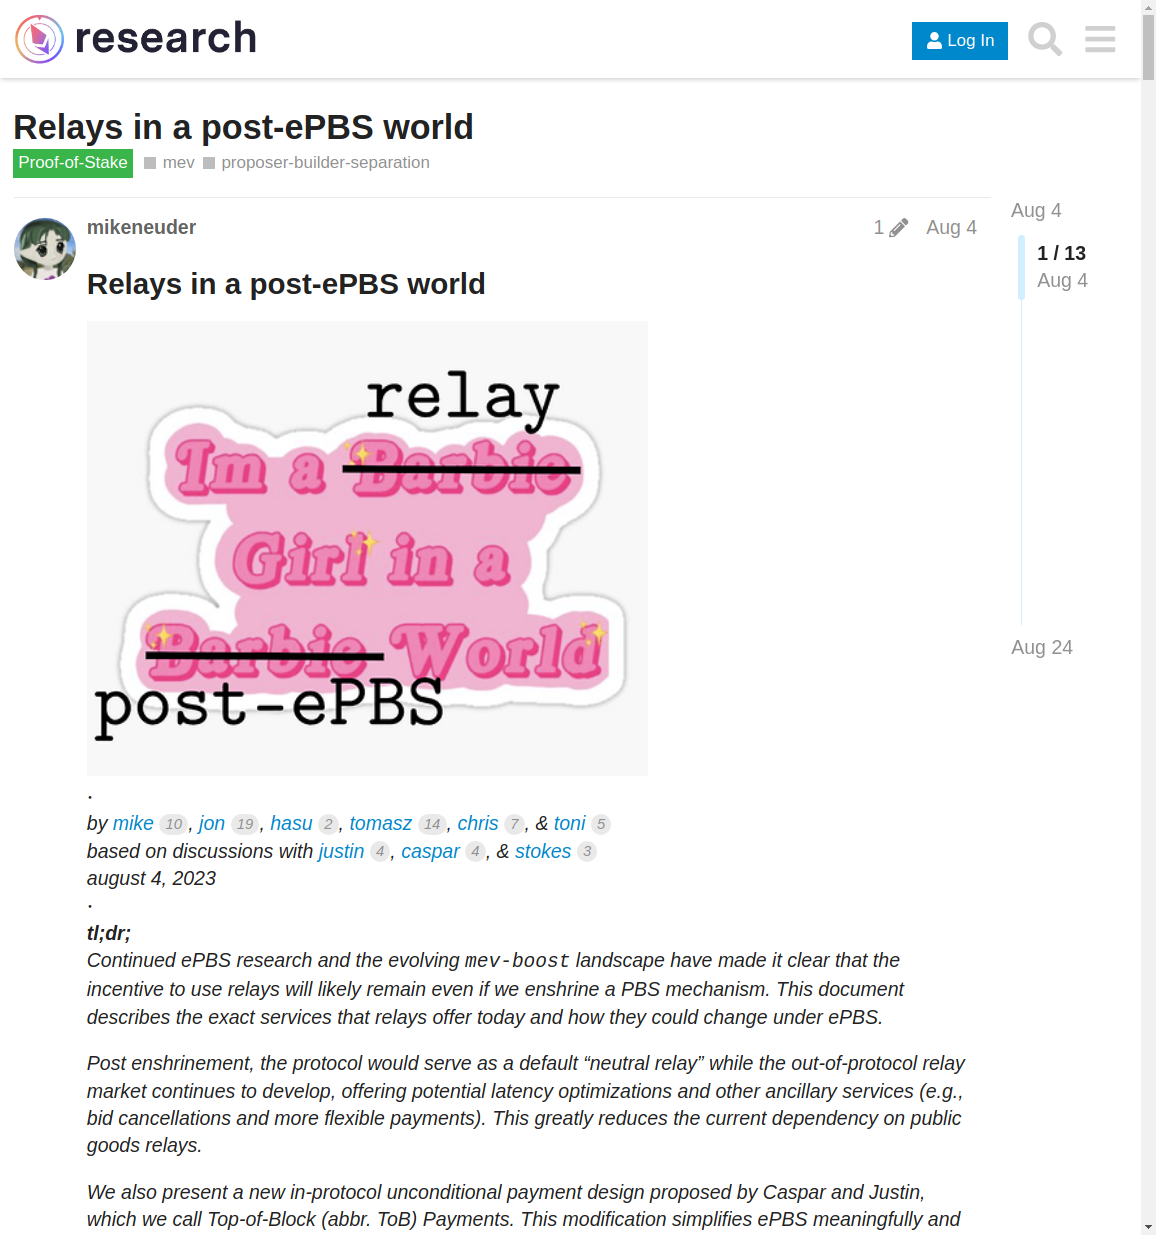 research
Log In
Relays in a post-ePBS world
Proof-of-Stake mev proposer-builder-separation
Aug 4
mikeneuder 1 Aug 4
1 / 13
Aug 4
Relays in a post-ePBS world
relay
Im a Barbie
Girl in a
Barbie World
post-ePBS
Aug 24
·
by mike 10, jon 19, hasu 2, tomasz 14, chris 7, & toni 5
based on discussions with justin 4, caspar 4, & stokes 3
august 4, 2023
·
tl;dr;
Continued ePBS research and the evolving mev-boost landscape have made it clear that the
incentive to use relays will likely remain even if we enshrine a PBS mechanism. This document
describes the exact services that relays offer today and how they could change under ePBS.
Post enshrinement, the protocol would serve as a default “neutral relay” while the out-of-protocol relay
market continues to develop, offering potential latency optimizations and other ancillary services (e.g.,
bid cancellations and more flexible payments). This greatly reduces the current dependency on public
goods relays.
We also present a new in-protocol unconditional payment design proposed by Caspar and Justin,
which we call Top-of-Block (abbr. ToB) Payments. This modification simplifies ePBS meaningfully and